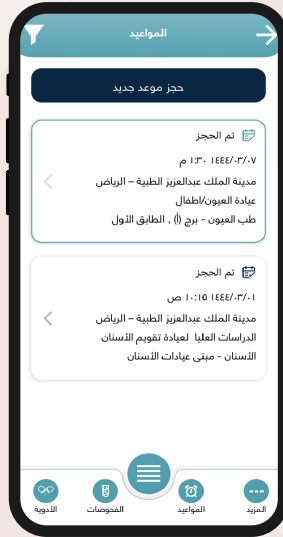 المواعيد
حجز موعد جديد
تم الحجز
١٤٤٤/٠٣/٠٧ ١:٣٠ م
مدينة الملك عبدالعزيز الطبية – الرياض
عيادة العيون/اطفال
طب العيون - برج (أ) , الطابق الأول
تم الحجز
١٤٤٤/٠٣/٠١ ١٠:١٥ ص
مدينة الملك عبدالعزيز الطبية – الرياض
الدراسات العليا لعيادة تقويم الأسنان
الأسنان - مبنى عيادات الأسنان
المزيد
المواعيد
الفحوصات
الأدوية